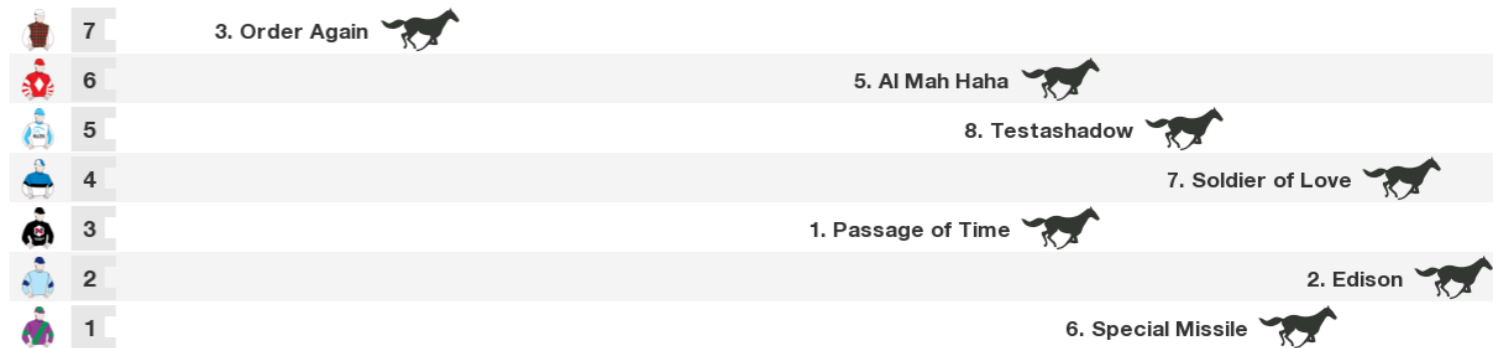 7 3. Order Again
6 5. Al Mah Haha
5 8. Testashadow
4 7. Soldier of Love
3 1. Passage of Time
2 2. Edison
1 6. Special Missile